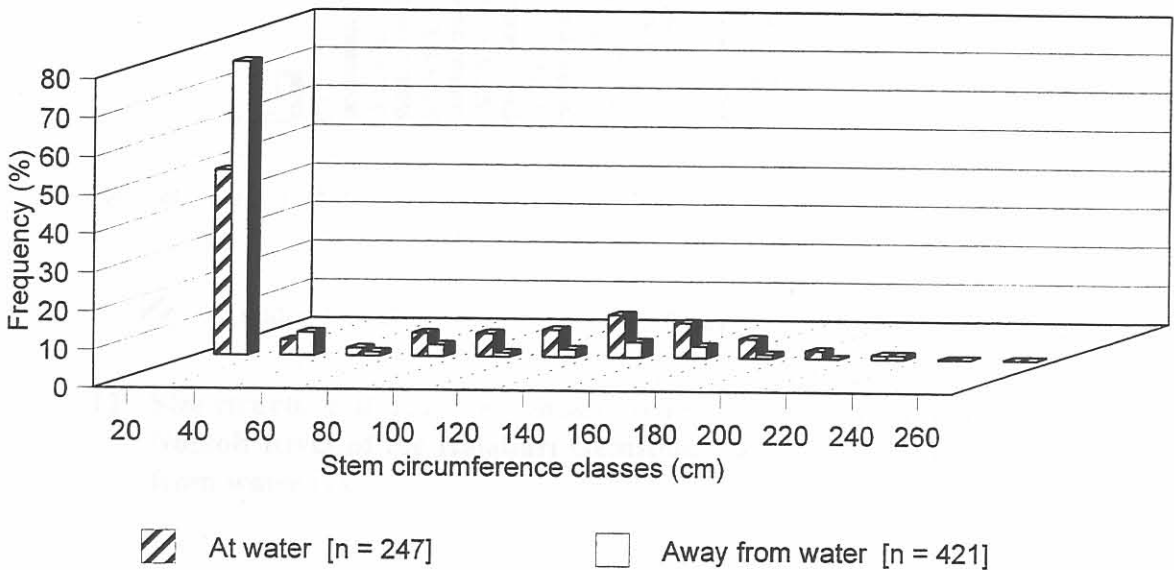 80
70
60
50
40
30
20
10
0
Frequency (%)
20 40 60 80 100 120 140 160 180 200 220 240 260
Stem circumference classes (cm)
At water [n = 247] Away from water [n = 421]